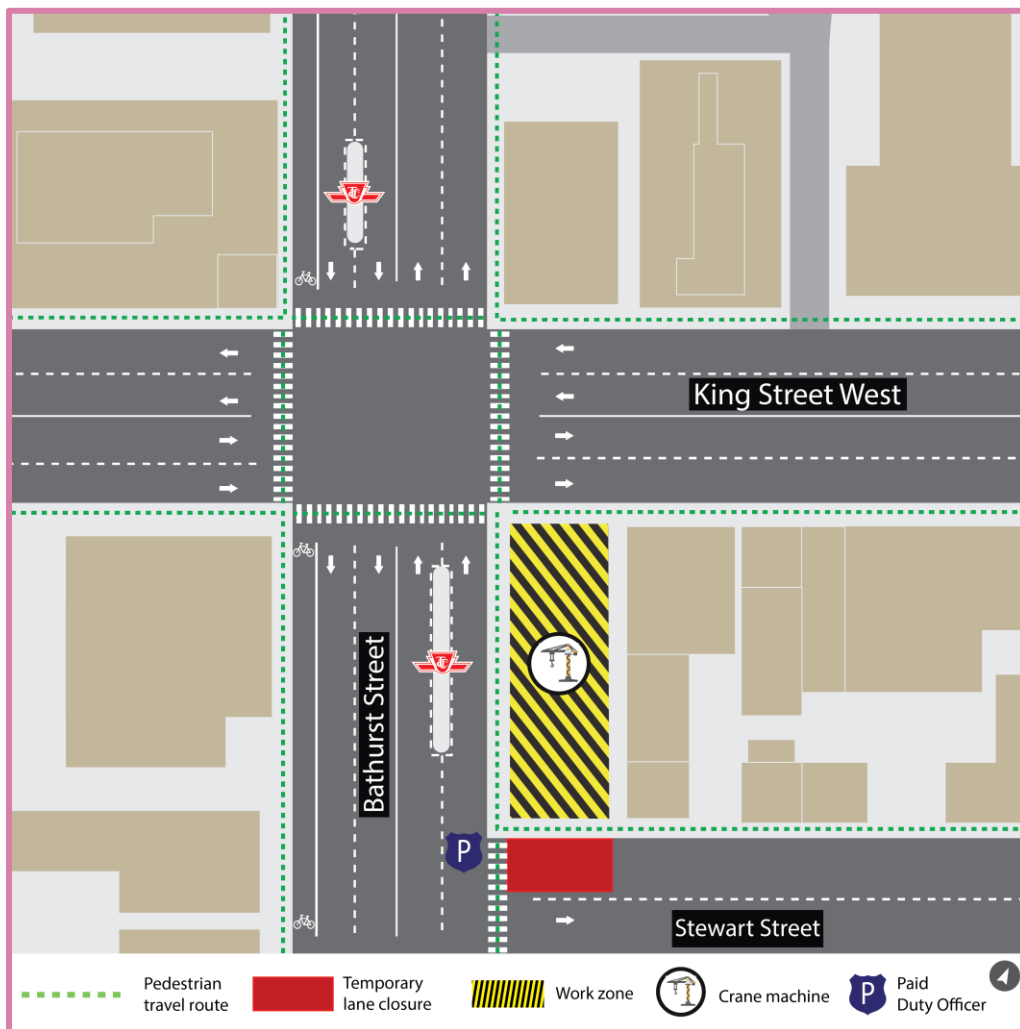 King Street West
Bathurst Street
P
Stewart Street
Pedestrian
travel route
Temporary
lane closure
Work zone
Crane machine
P
Paid
Duty Officer